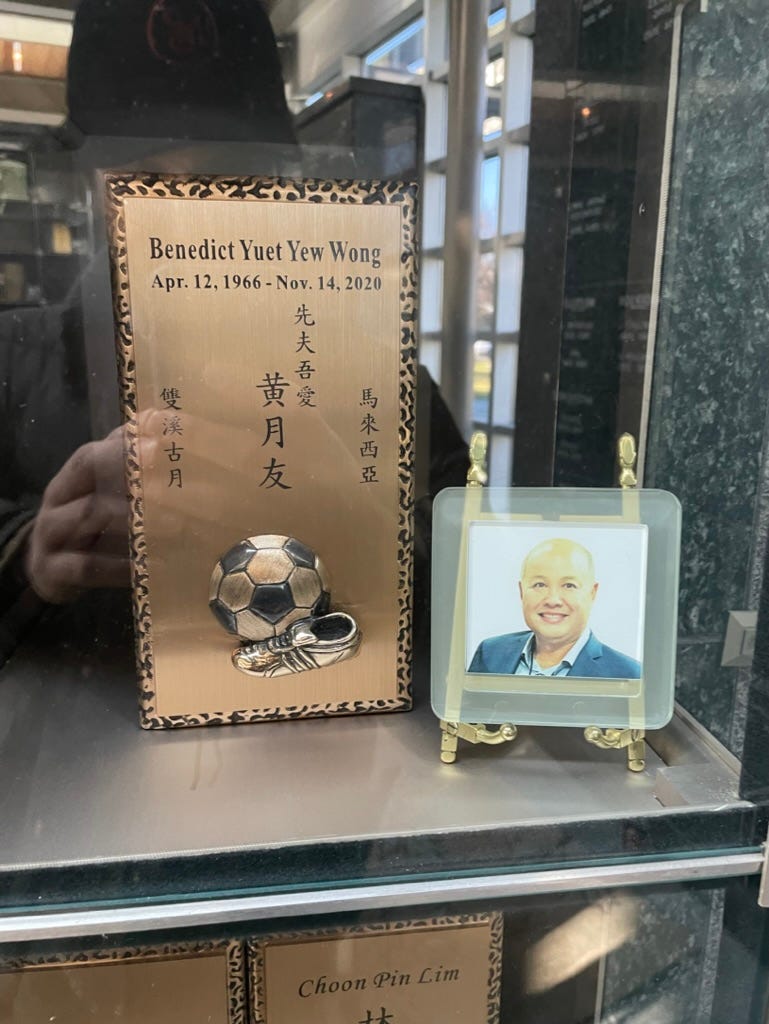 Benedict Yuet Yew Wong
Apr. 12, 1966 - Nov. 14, 2020
先夫吾愛
馬來西亞
黃月友
雙溪古月
Choon Pin Lim
林